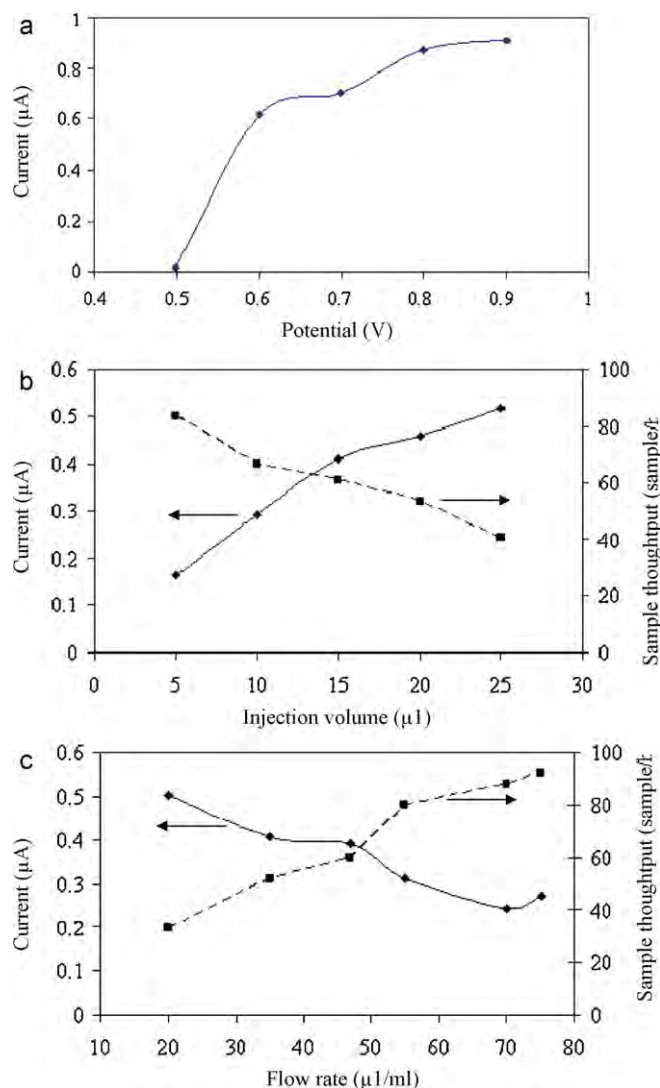 a
1
0.8
0.6
0.4
0.2
0
Current (µA)
0.4 0.5 0.6 0.7 0.8 0.9 1
Potential (V)
b
0.6
0.5
0.4
0.3
0.2
0.1
0
Current (µA)
100
80
60
40
20
0
Sample thoughtput (sample/
0 5 10 15 20 25 30
Injection volume (µ1)
c
0.6
0.5
0.4
0.3
0.2
0.1
0
Current (µA)
100
80
60
40
20
0
Sample thoughtput (sample/
10 20 30 40 50 60 70 80
Flow rate (µ1/ml)